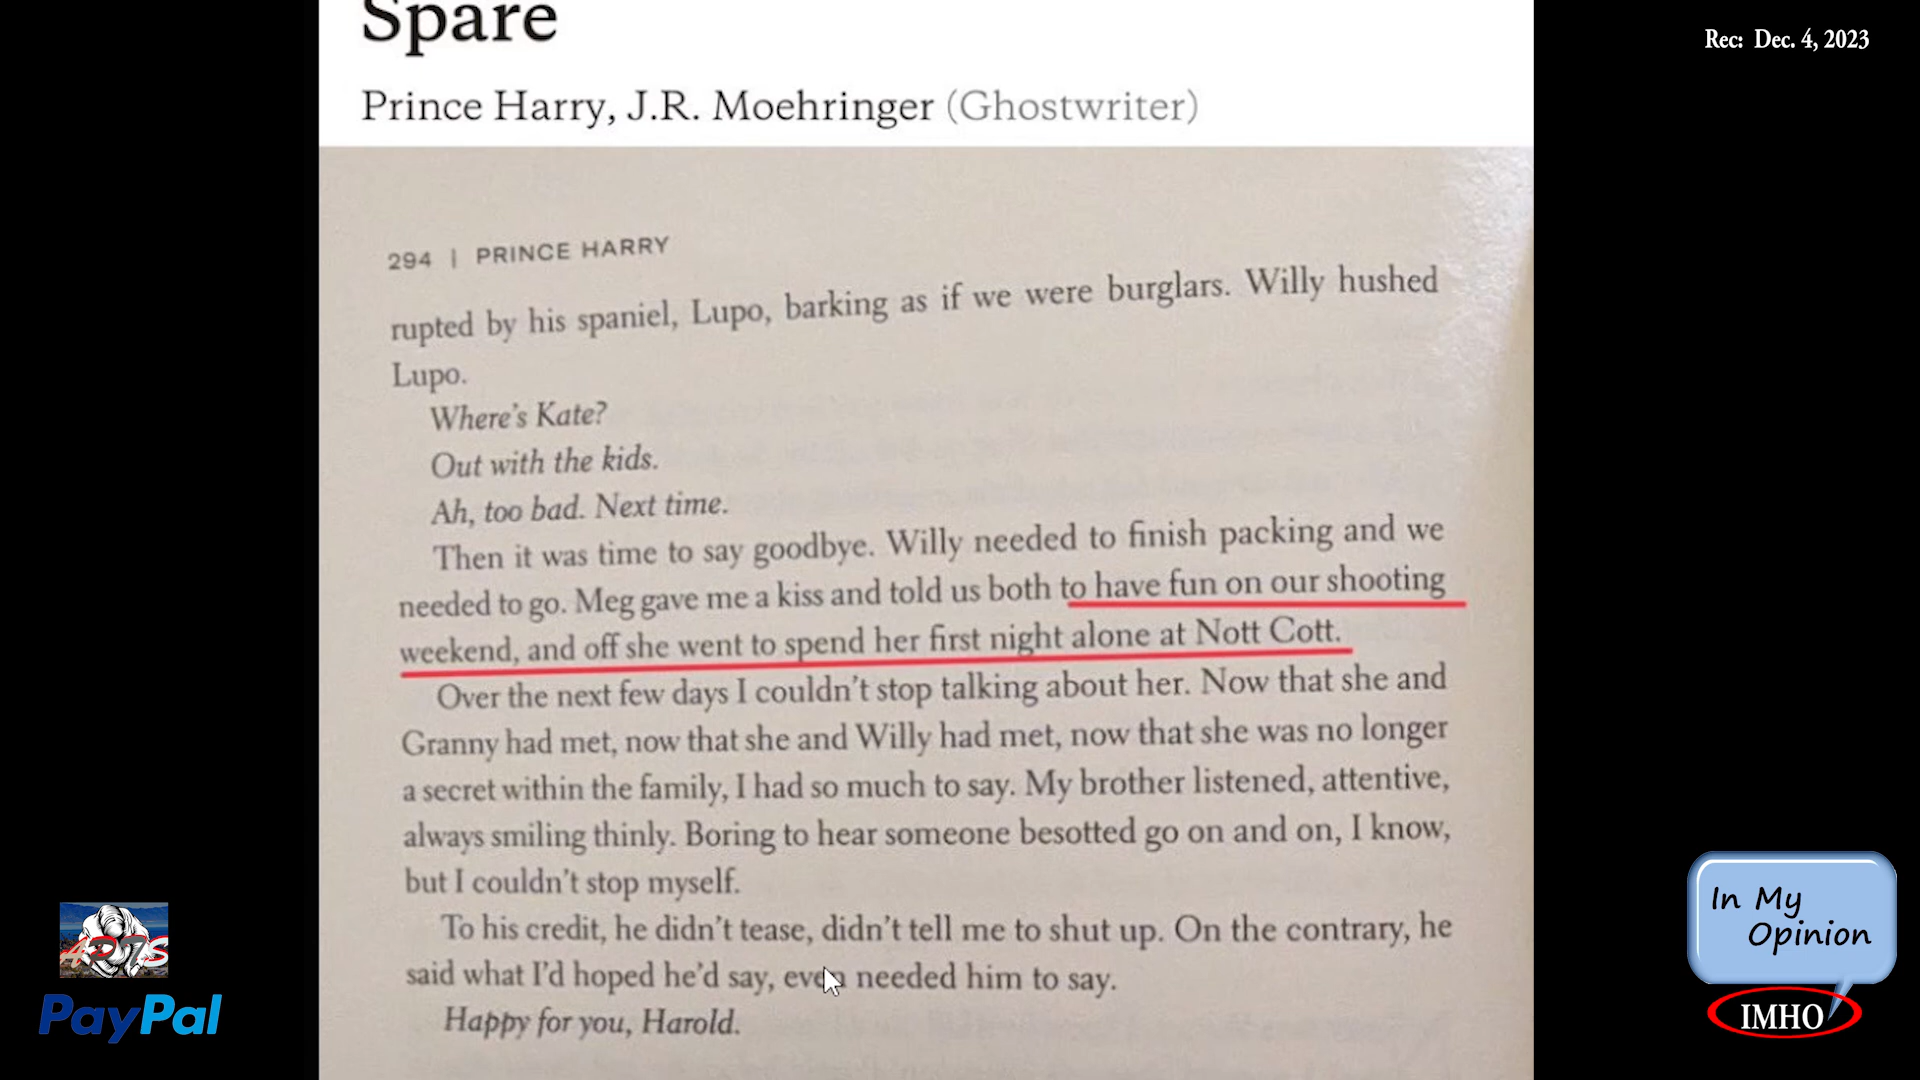 Spare
Rec: Dec. 4, 2023
Prince Harry, J.R. Moehringer (Ghostwriter)
294 | PRINCE HARRY
rupted by his spaniel, Lupo, barking as if we were burglars. Willy hushed
Lupo.
Where's Kate?
Out with the kids.
Ah, too bad. Next time.
Then it was time to say goodbye. Willy needed to finish packing and we
needed to go. Meg gave me a kiss and told us both to have fun on our shooting
weekend, and off she went to spend her first night alone at Nott Cott.
Over the next few days I couldn't stop talking about her. Now that she and
Granny had met, now that she and Willy had met, now that she was no longer
a secret within the family, I had so much to say. My brother listened, attentive,
always smiling thinly. Boring to hear someone besotted go on and on, I know,
but I couldn't stop myself.
To his credit, he didn't tease, didn't tell me to shut up. On the contrary, he
said what I'd hoped he'd say, even needed him to say.
Happy for you, Harold.
PayPal
In My
Opinion
IMHO